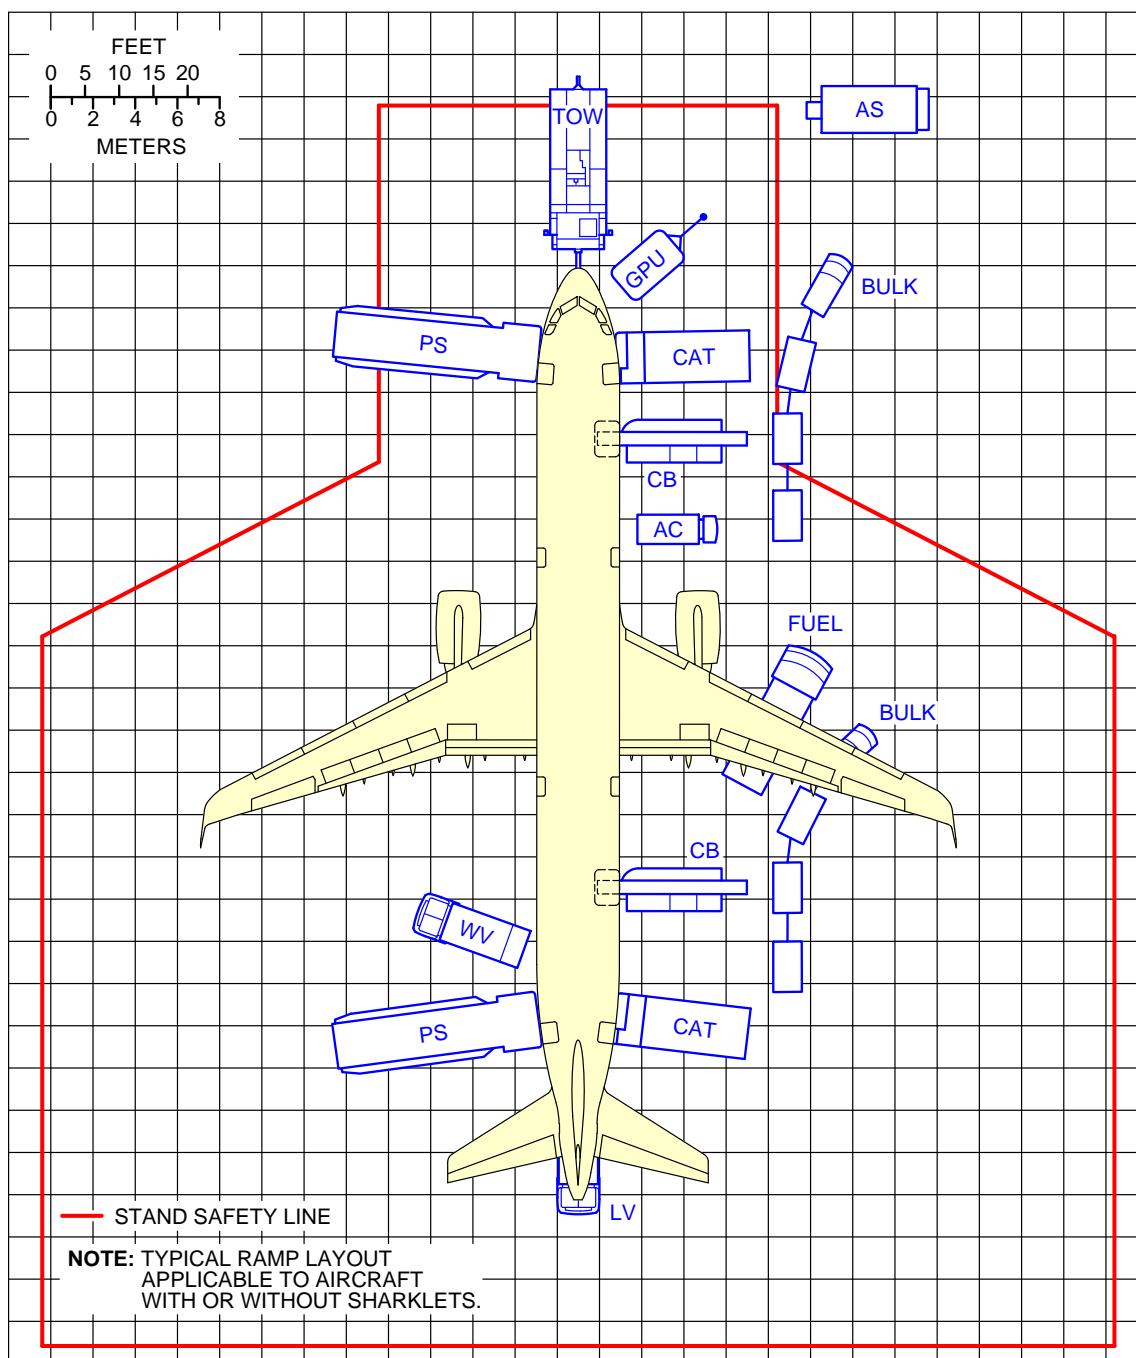 FEET
0 5 10 15 20
0 2 4 6 8
METERS
TOW
AS
GPU
BULK
PS
CAT
CB
AC
FUEL
BULK
CB
WV
PS
CAT
LV
STAND SAFETY LINE
NOTE: TYPICAL RAMP LAYOUT
APPLICABLE TO AIRCRAFT
WITH OR WITHOUT SHARKLETS.